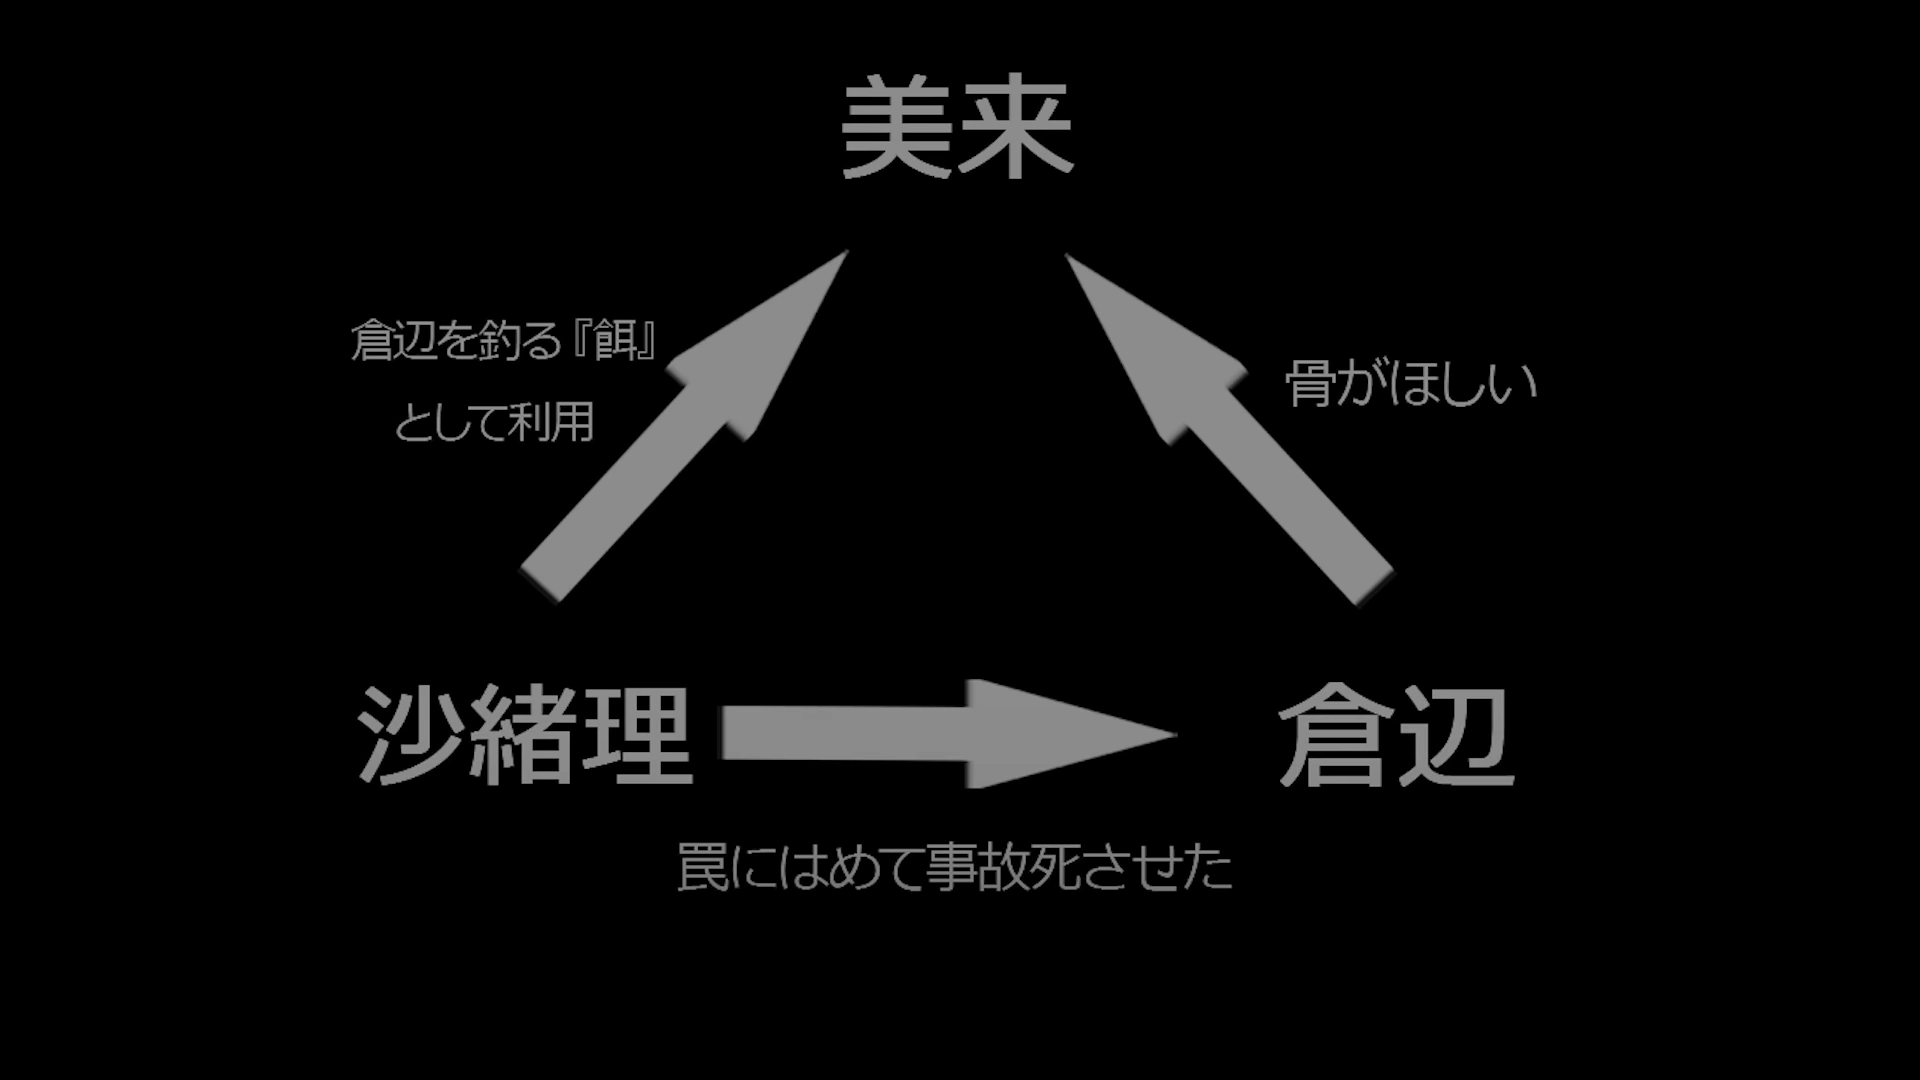 美来
倉辺を釣る『餌』
として利用
骨がほしい
沙緒理
倉辺
罠にはめて事故死させた